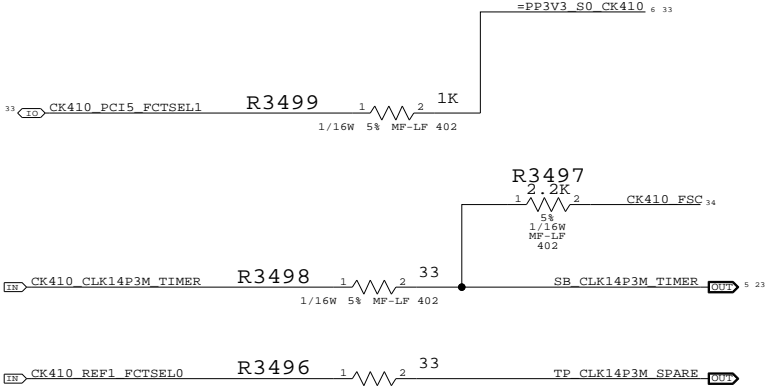 =PP3V3_S0_CK410 6 33
33 IO CK410_PCI5_FCTSEL1 R3499 1 2 1K
1/16W 5% MF-LF 402
R3497
2.2K
1 2 CK410_FSC 34
5%
1/16W
MF-LF
402
IN CK410_CLK14P3M_TIMER R3498 1 2 33 SB_CLK14P3M_TIMER OUT 5 23
1/16W 5% MF-LF 402
IN CK410_REF1_FCTSEL0 R3496 1 2 33 TP_CLK14P3M_SPARE OUT